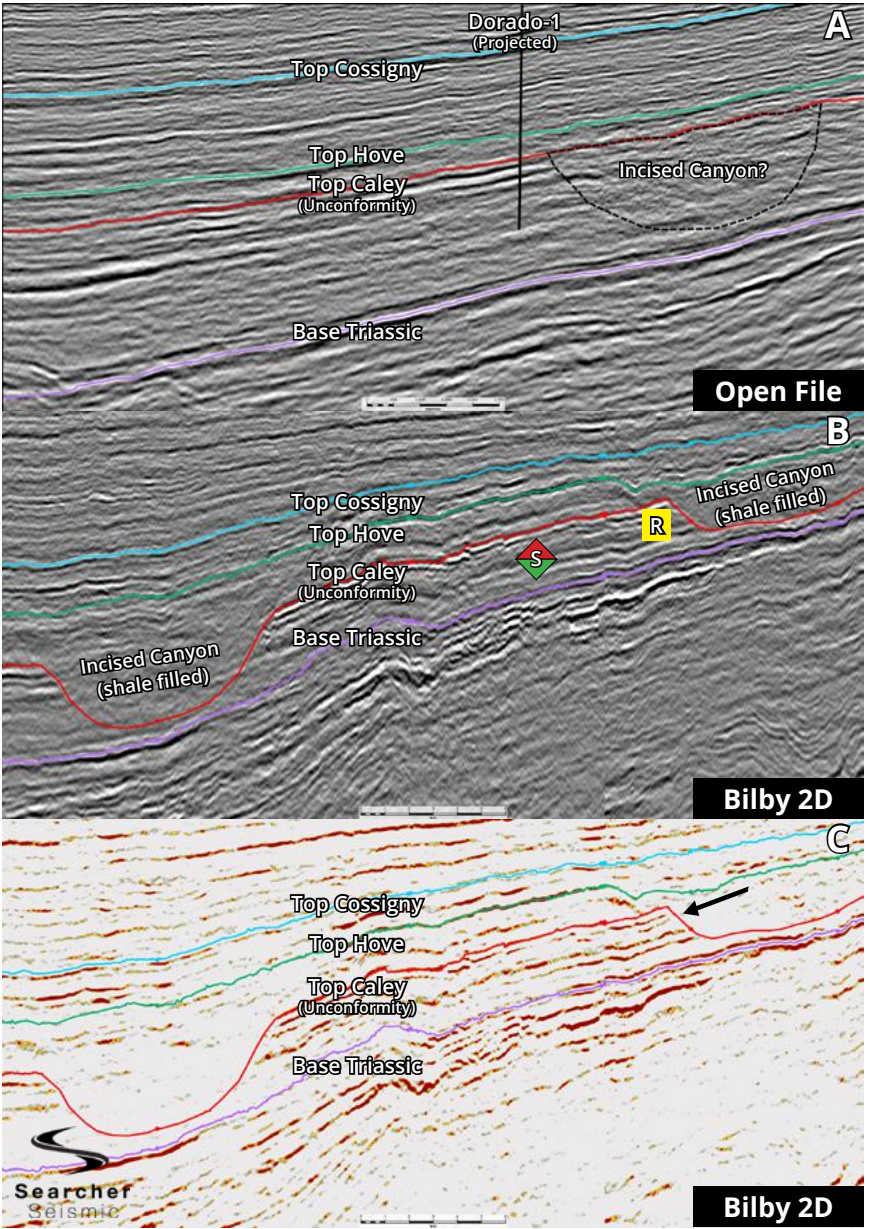 Dorado-1
(Projected)
A
Top Cossigny
Top Hove
Incised Canyon?
Top Caley
(Unconformity)
Base Triassic
Open File
B
Incised Canyon
(shale filled)
Top Cossigny
R
Top Hove
S
Top Caley
(Unconformity)
Base Triassic
Incised Canyon
(shale filled)
Bilby 2D
C
Top Cossigny
Top Hove
Top Caley
(Unconformity)
Base Triassic
Searcher
Seismic
Bilby 2D